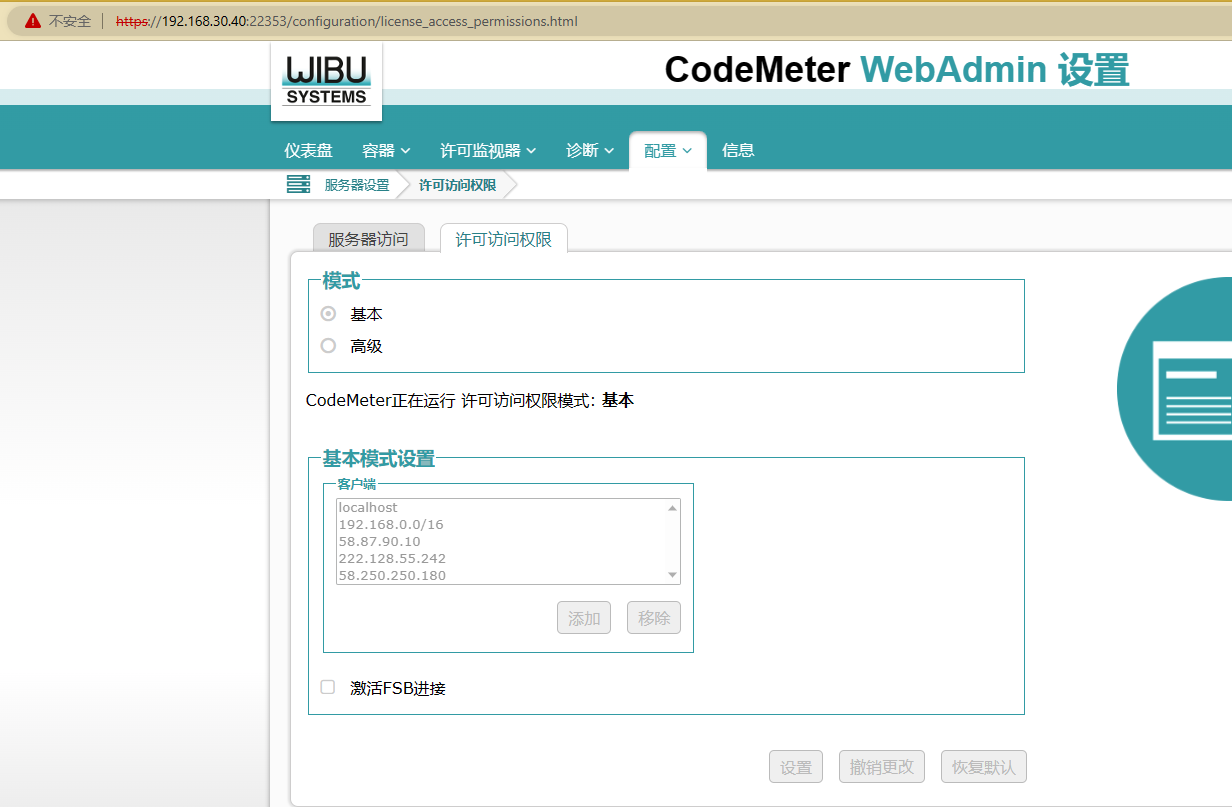 不安全 https://192.168.30.40:22353/configuration/license_access_permissions.html
WIBU
SYSTEMS
CodeMeter WebAdmin 设置
仪表盘 容器 许可监视器 诊断 配置 信息
服务器设置 许可访问权限
服务器访问 许可访问权限
模式
基本
高级
CodeMeter正在运行 许可访问权限模式: 基本
基本模式设置
客户端
localhost
192.168.0.0/16
58.87.90.10
222.128.55.242
58.250.250.180
添加 移除
激活FSB进接
设置 撤销更改 恢复默认